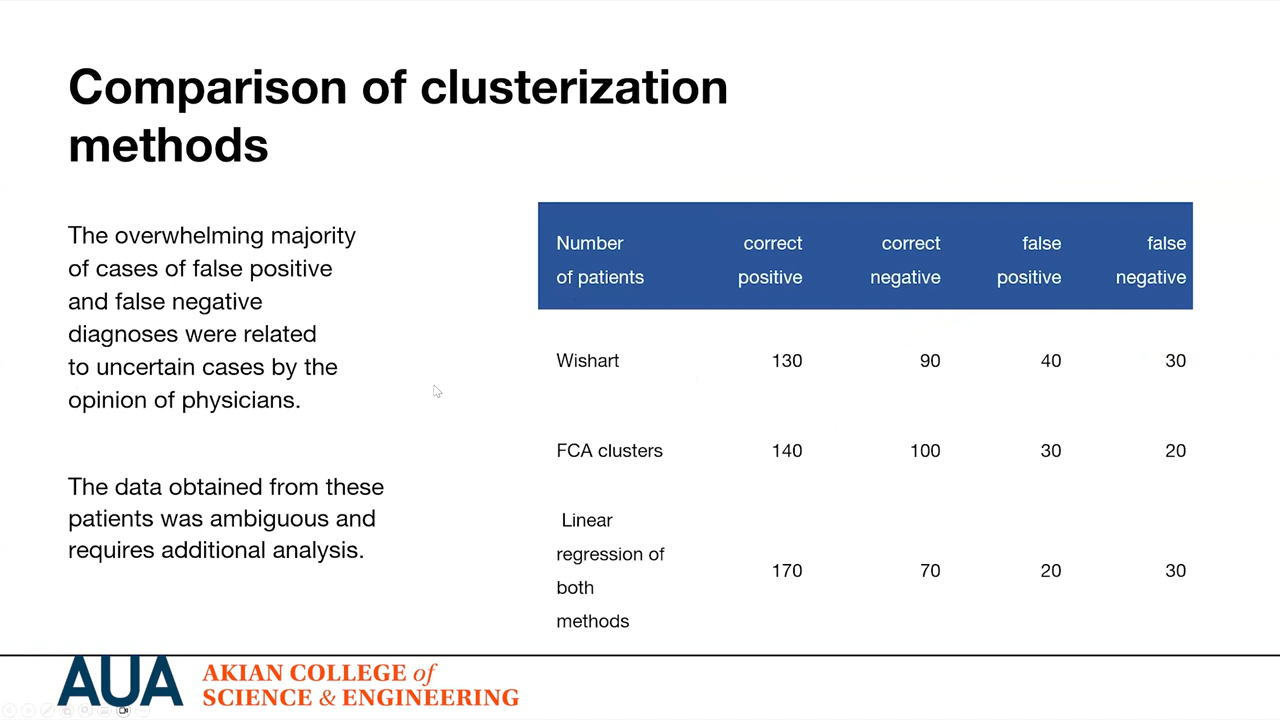 Comparison of clusterization
methods
The overwhelming majority
of cases of false positive
and false negative
diagnoses were related
to uncertain cases by the
opinion of physicians.
The data obtained from these
patients was ambiguous and
requires additional analysis.
Number of patients correct positive correct negative false positive false negative
Wishart 130 90 40 30
FCA clusters 140 100 30 20
Linear regression of both methods 170 70 20 30
AUA
AKIAN COLLEGE of
SCIENCE & ENGINEERING